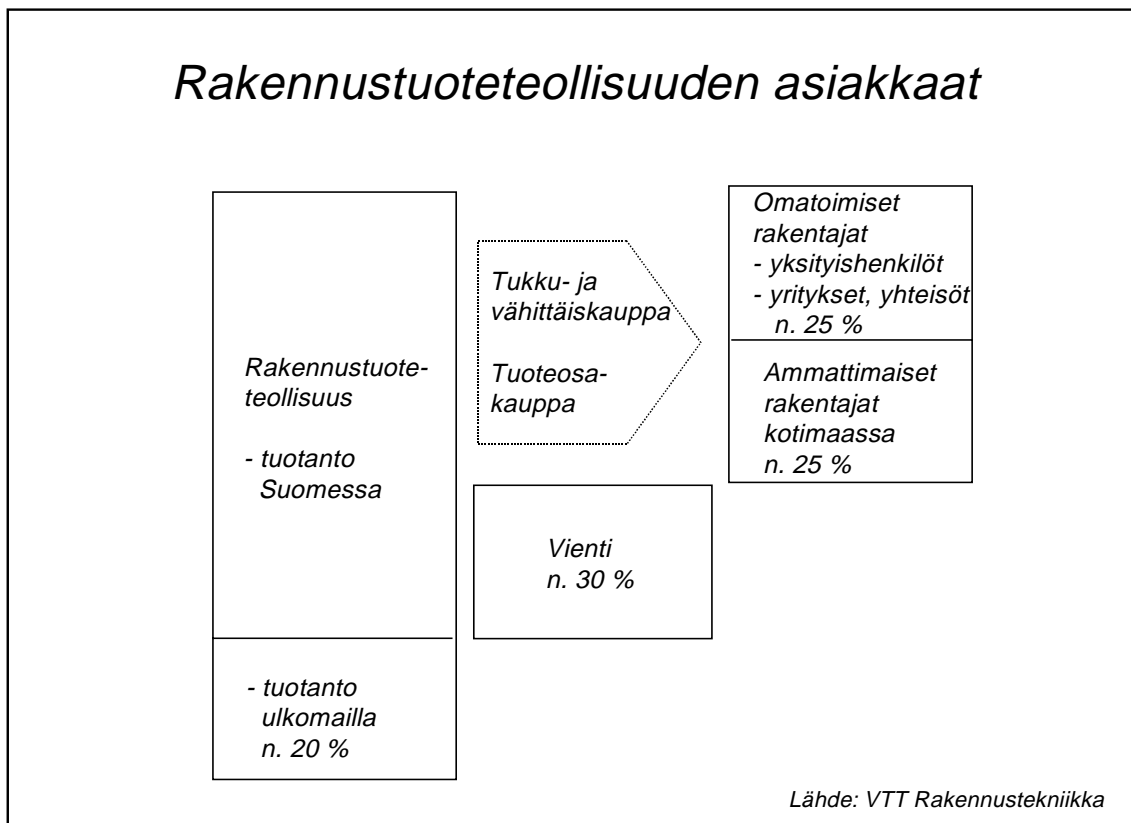 Rakennustuoteteollisuuden asiakkaat
Rakennustuote-
teollisuus
- tuotanto
Suomessa
- tuotanto
ulkomailla
n. 20 %
Tukku- ja
vähittäiskauppa
Tuoteosa-
kauppa
Vienti
n. 30 %
Omatoimiset
rakentajat
- yksityishenkilöt
- yritykset, yhteisöt
n. 25 %
Ammattimaiset
rakentajat
kotimaassa
n. 25 %
Lähde: VTT Rakennustekniikka